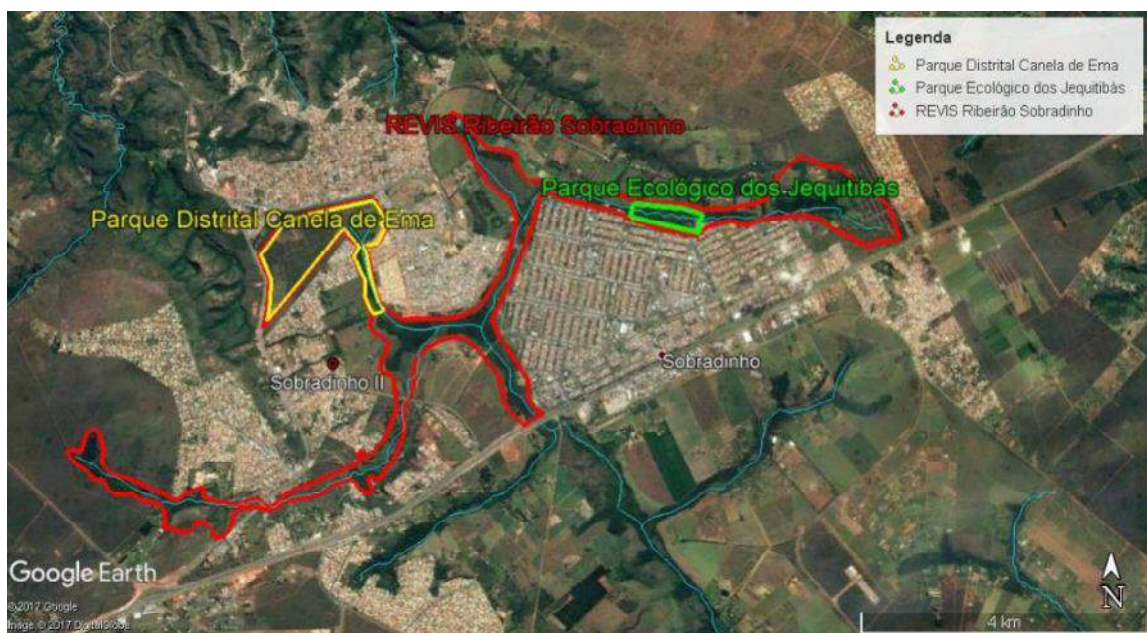 Legenda
Parque Distrital Canela de Ema
Parque Ecológico dos Jequitibás
REVIS Ribeirão Sobradinho
REVIS Ribeirão Sobradinho
Parque Ecológico dos Jequitibás
Parque Distrital Canela de Ema
Sobradinho
Sobradinho II
Google Earth
© 2017 Google
Image © 2017 DigitalGlobe
N
4 km